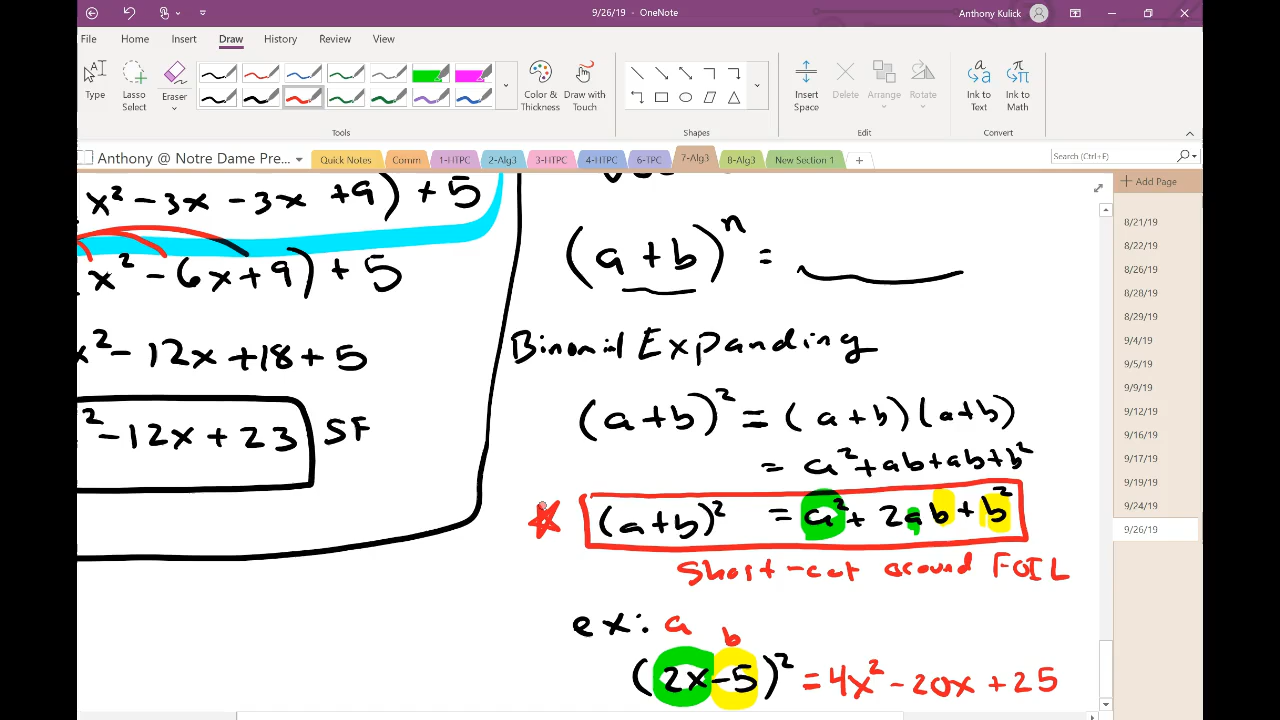 9/26/19 - OneNote
Anthony Kulick
File Home Insert Draw History Review View
Type
Lasso Select
Eraser
Color & Thickness
Draw with Touch
Insert Space
Delete
Arrange
Rotate
Ink to Text
Ink to Math
Tools
Shapes
Edit
Convert
Anthony @ Notre Dame Pre...
Quick Notes Comm 1-HTPC 2-Alg3 3-HTPC 4-HTPC 6-TPC 7-Alg3 8-Alg3 New Section 1 +
Search (Ctrl+F)
+ Add Page
8/21/19
8/22/19
8/26/19
8/28/19
8/29/19
9/4/19
9/5/19
9/9/19
9/12/19
9/16/19
9/17/19
9/19/19
9/24/19
9/26/19
x² - 3x - 3x + 9) + 5
x² - 6x + 9) + 5
x² - 12x + 18 + 5
² - 12x + 23 SF
(a + b)ⁿ =
Binomial Expanding
(a + b)² = (a + b)(a + b)
= a² + ab + ab + b²
(a + b)² = a² + 2ab + b²
Short-cut around FOIL
ex: a b
(2x - 5)² = 4x² - 20x + 25